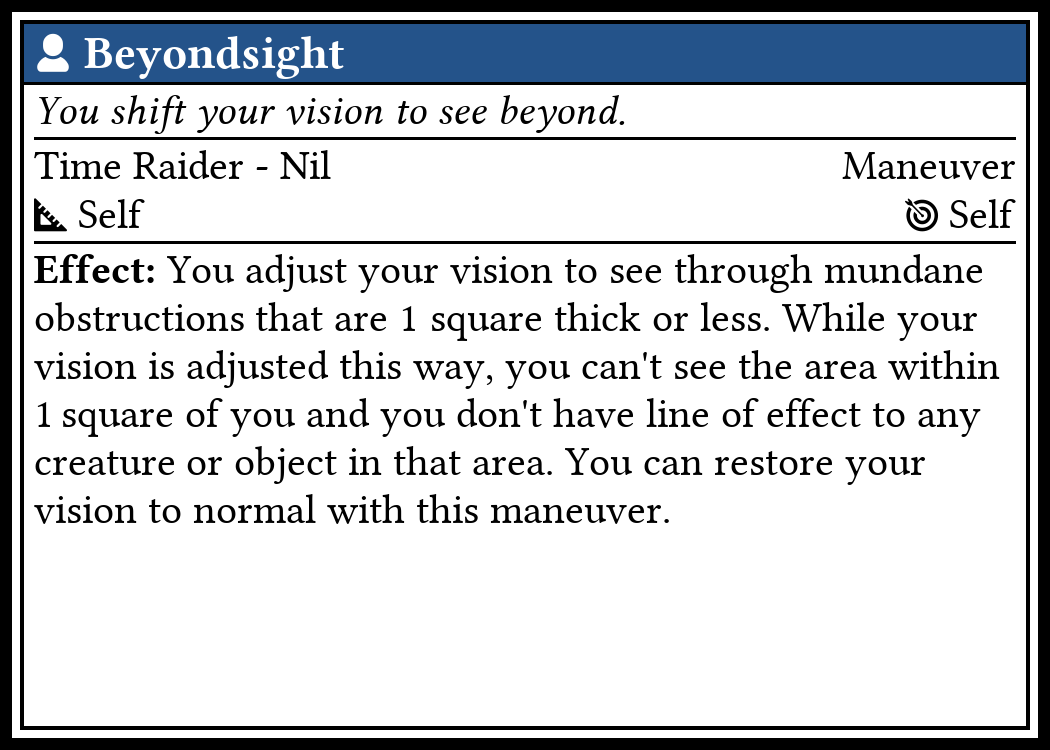 Beyondsight
You shift your vision to see beyond.
Time Raider - Nil Maneuver
Self Self
Effect: You adjust your vision to see through mundane
obstructions that are 1 square thick or less. While your
vision is adjusted this way, you can't see the area within
1 square of you and you don't have line of effect to any
creature or object in that area. You can restore your
vision to normal with this maneuver.